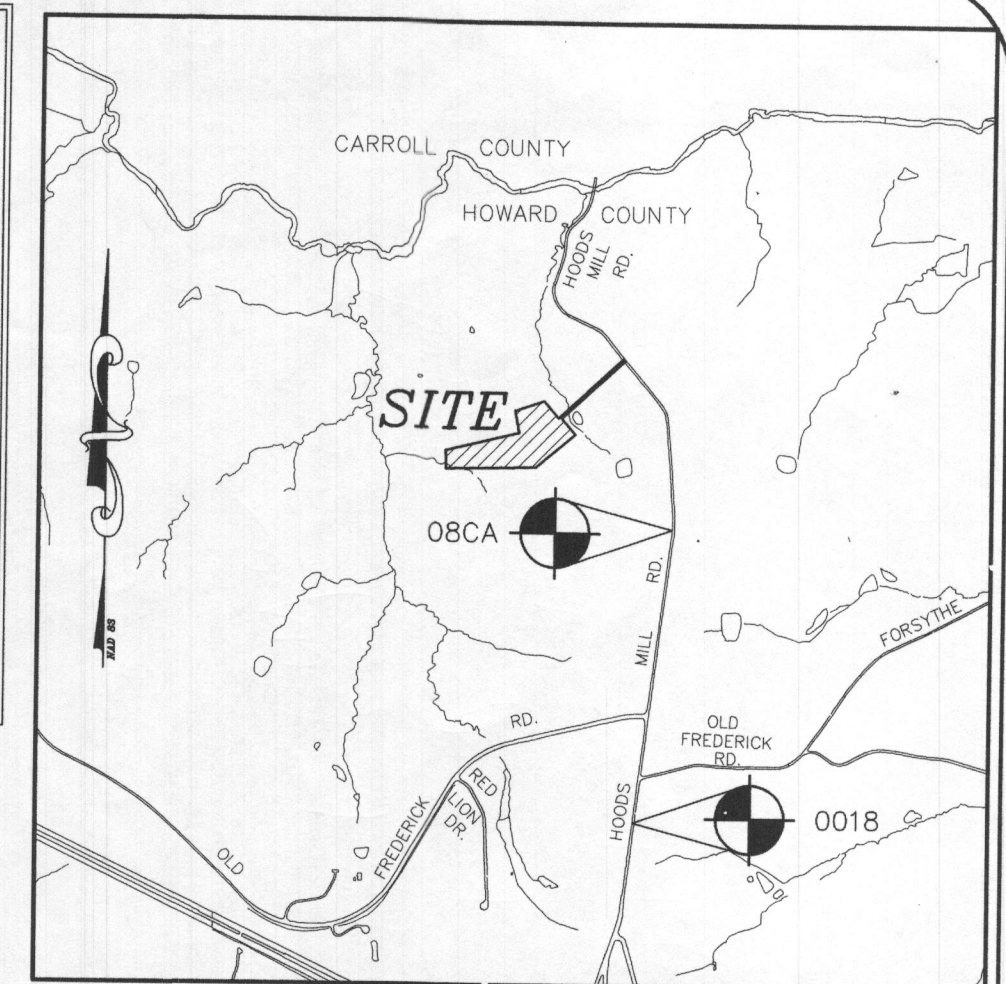 CARROLL COUNTY
HOWARD COUNTY
HOODS
MILL
RD.
SITE
08CA
RD.
NAD 83
MILL
FORSYTHE
RD.
OLD
FREDERICK
RD.
RED
LION
DR.
HOODS
0018
FREDERICK
OLD